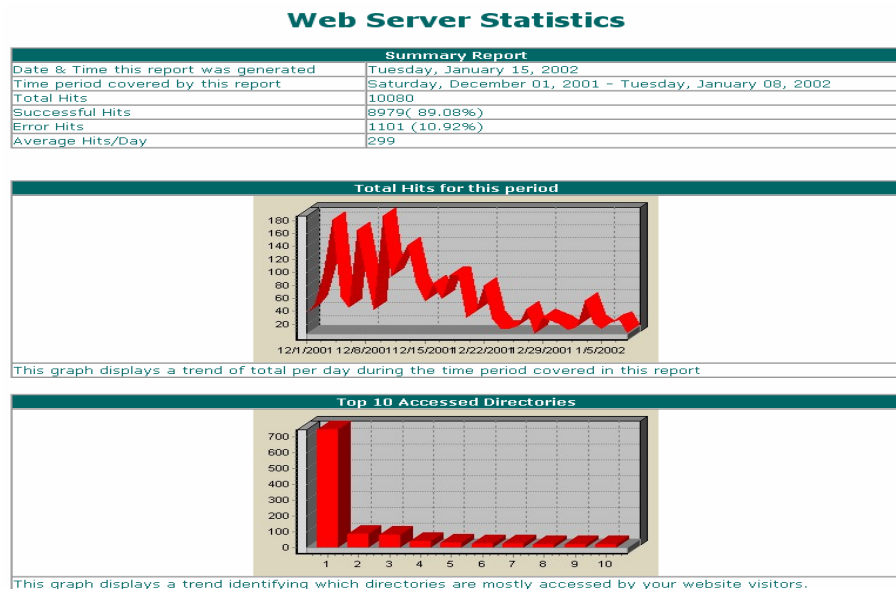 Web Server Statistics
Summary Report
Date & Time this report was generated Tuesday, January 15, 2002
Time period covered by this report Saturday, December 01, 2001 - Tuesday, January 08, 2002
Total Hits 10080
Successful Hits 8979( 89.08%)
Error Hits 1101 (10.92%)
Average Hits/Day 299
Total Hits for this period
180
160
140
120
100
80
60
40
20
12/1/2001 12/8/2001 12/15/2001 12/22/2001 12/29/2001 1/5/2002
This graph displays a trend of total per day during the time period covered in this report
Top 10 Accessed Directories
700
600
500
400
300
200
100
0
1 2 3 4 5 6 7 8 9 10
This graph displays a trend identifying which directories are mostly accessed by your website visitors.